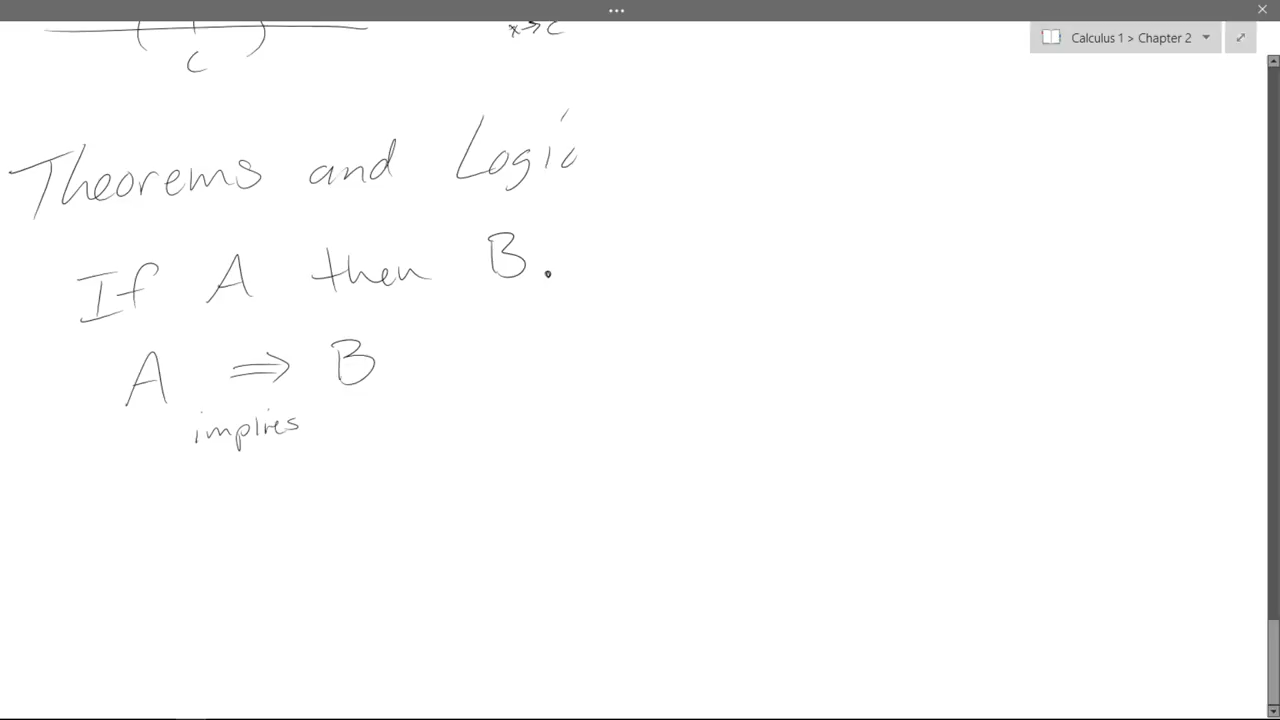 x→c
Calculus 1 > Chapter 2
c
Theorems and Logic
If A then B.
A ⇒ B
implies